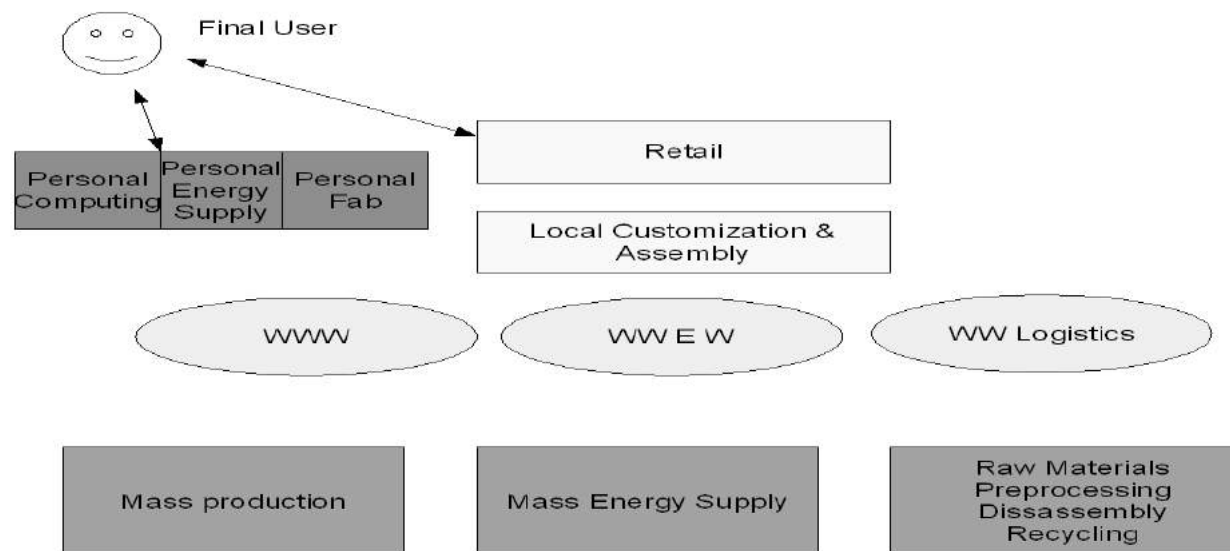 Final User
Retail
Personal
Computing
Personal
Energy
Supply
Personal
Fab
Local Customization &
Assembly
WWW
WW E W
WW Logistics
Mass production
Mass Energy Supply
Raw Materials
Preprocessing
Dissassembly
Recycling